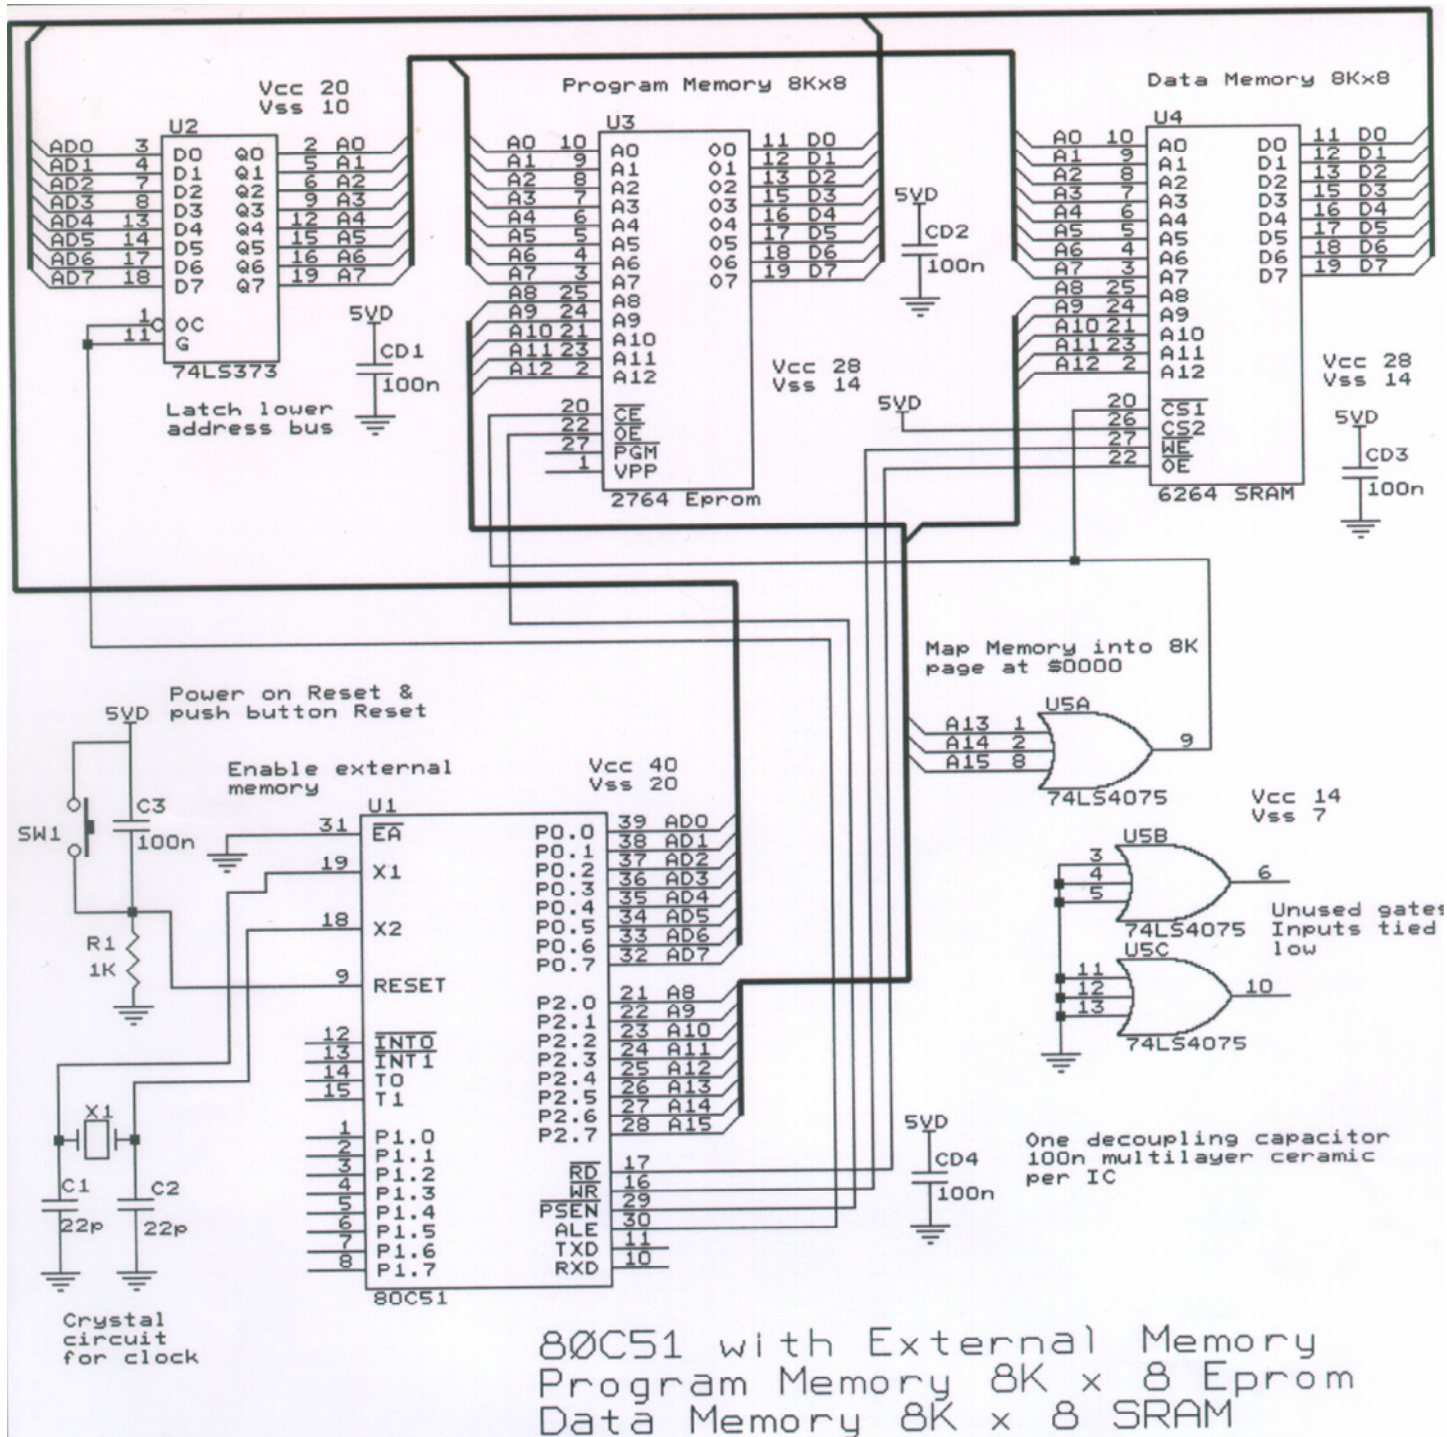 Vcc 20
Vss 10
U2
AD0 3 D0 Q0 2 A0
AD1 4 D1 Q1 5 A1
AD2 7 D2 Q2 6 A2
AD3 8 D3 Q3 9 A3
AD4 13 D4 Q4 12 A4
AD5 14 D5 Q5 15 A5
AD6 17 D6 Q6 16 A6
AD7 18 D7 Q7 19 A7
1 OC
11 G
74LS373
Latch lower
address bus
5VD
CD1
100n
Program Memory 8Kx8
U3
A0 10 A0 O0 11 D0
A1 9 A1 O1 12 D1
A2 8 A2 O2 13 D2
A3 7 A3 O3 15 D3
A4 6 A4 O4 16 D4
A5 5 A5 O5 17 D5
A6 4 A6 O6 18 D6
A7 3 A7 O7 19 D7
A8 25 A8
A9 24 A9
A10 21 A10
A11 23 A11
A12 2 A12
20 CE
22 OE
27 PGM
1 VPP
2764 Eprom
Vcc 28
Vss 14
5VD
CD2
100n
Data Memory 8Kx8
U4
A0 10 A0 D0 11 D0
A1 9 A1 D1 12 D1
A2 8 A2 D2 13 D2
A3 7 A3 D3 15 D3
A4 6 A4 D4 16 D4
A5 5 A5 D5 17 D5
A6 4 A6 D6 18 D6
A7 3 A7 D7 19 D7
A8 25 A8
A9 24 A9
A10 21 A10
A11 23 A11
A12 2 A12
5VD
20 CS1
26 CS2
27 WE
22 OE
6264 SRAM
Vcc 28
Vss 14
5VD
CD3
100n
Map Memory into 8K
page at $0000
U5A
A13 1
A14 2
A15 8
9
74LS4075
Vcc 14
Vss 7
U5B
3
4
5
6
74LS4075
Unused gates
Inputs tied
low
U5C
11
12
13
10
74LS4075
Power on Reset &
push button Reset
5VD
SW1
C3
100n
R1
1K
Enable external
memory
Vcc 40
Vss 20
U1
31 EA P0.0 39 AD0
P0.1 38 AD1
19 X1 P0.2 37 AD2
P0.3 36 AD3
P0.4 35 AD4
18 X2 P0.5 34 AD5
P0.6 33 AD6
P0.7 32 AD7
9 RESET
P2.0 21 A8
P2.1 22 A9
12 INT0 P2.2 23 A10
13 INT1 P2.3 24 A11
14 T0 P2.4 25 A12
15 T1 P2.5 26 A13
P2.6 27 A14
1 P1.0 P2.7 28 A15
2 P1.1
3 P1.2 RD 17
4 P1.3 WR 16
5 P1.4 PSEN 29
6 P1.5 ALE 30
7 P1.6 TXD 11
8 P1.7 RXD 10
80C51
X1
C1
22p
C2
22p
Crystal
circuit
for clock
5VD
CD4
100n
One decoupling capacitor
100n multilayer ceramic
per IC
80C51 with External Memory
Program Memory 8K x 8 Eprom
Data Memory 8K x 8 SRAM